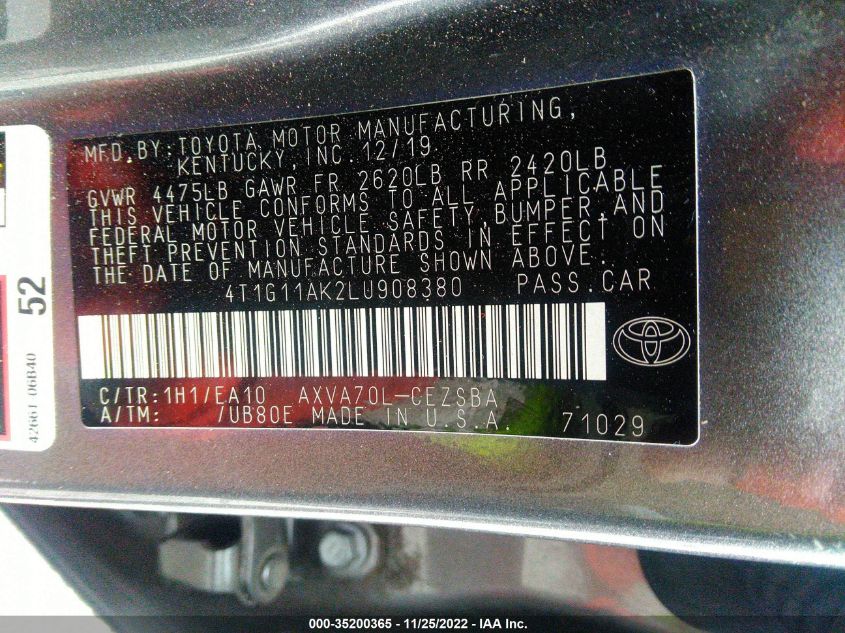 MFD. BY: TOYOTA MOTOR MANUFACTURING,
KENTUCKY, INC. 12/19
GVWR 4475LB GAWR FR 2620LB RR 2420LB
THIS VEHICLE CONFORMS TO ALL APPLICABLE
FEDERAL MOTOR VEHICLE SAFETY, BUMPER, AND
THEFT PREVENTION STANDARDS IN EFFECT ON
THE DATE OF MANUFACTURE SHOWN ABOVE.
4T1G11AK2LU908380 PASS. CAR
C/TR: 1H1/EA10 AXVA70L-CEZSBA
A/TM: /UB80E MADE IN U.S.A. 71029
52
42661-06B40
000-35200365 - 11/25/2022 - IAA Inc.